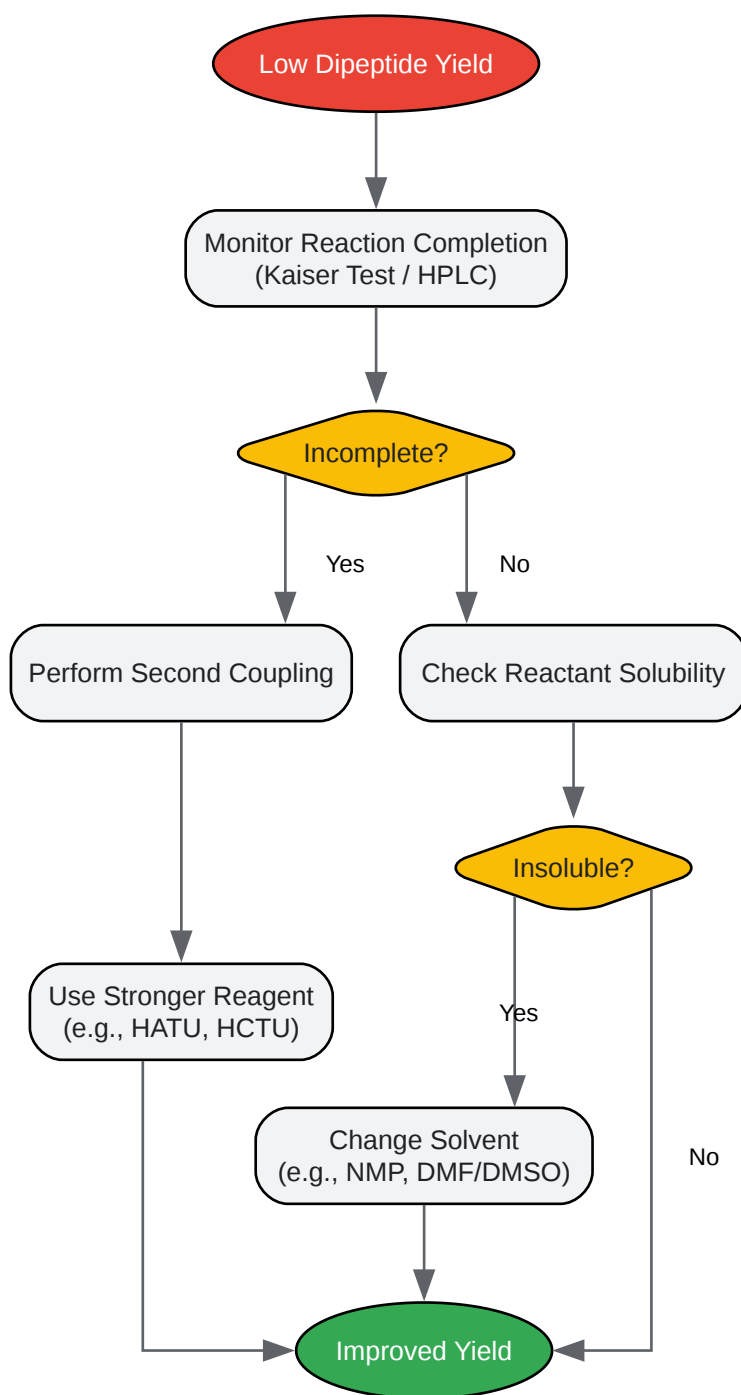 Low Dipeptide Yield
Monitor Reaction Completion
(Kaiser Test / HPLC)
Incomplete?
Yes
No
Perform Second Coupling
Check Reactant Solubility
Insoluble?
Use Stronger Reagent
(e.g., HATU, HCTU)
Yes
Change Solvent
(e.g., NMP, DMF/DMSO)
No
Improved Yield